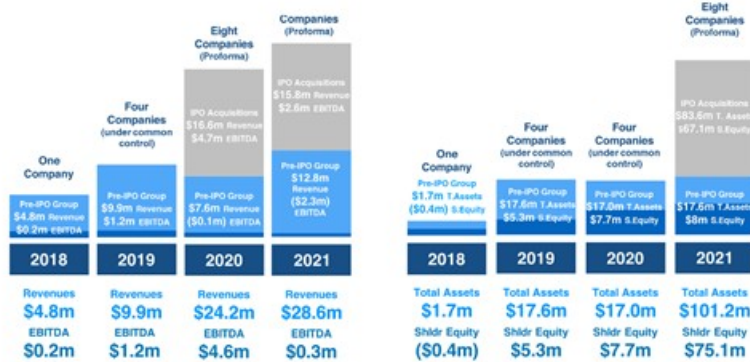 One
Company
Pre-IPO Group
$4.8m Revenue
$0.2m EBITDA
2018
Revenues
$4.8m
EBITDA
$0.2m
Four
Companies
(under common
control)
Pre-IPO Group
$9.9m Revenue
$1.2m EBITDA
2019
Revenues
$9.9m
EBITDA
$1.2m
Eight
Companies
(Proforma)
IPO Acquisitions
$16.6m Revenue
$4.7m EBITDA
Pre-IPO Group
$7.6m Revenue
($0.1m) EBITDA
2020
Revenues
$24.2m
EBITDA
$4.6m
Companies
(Proforma)
IPO Acquisitions
$15.8m Revenue
$2.6m EBITDA
Pre-IPO Group
$12.8m
Revenue
($2.3m)
EBITDA
2021
Revenues
$28.6m
EBITDA
$0.3m
One
Company
Pre-IPO Group
$1.7m T.Assets
($0.4m) S.Equity
2018
Total Assets
$1.7m
Shldr Equity
($0.4m)
Four
Companies
(under common
control)
Pre-IPO Group
$17.6m T.Assets
$5.3m S.Equity
2019
Total Assets
$17.6m
Shldr Equity
$5.3m
Four
Companies
(under common
control)
Pre-IPO Group
$17.0m T.Assets
$7.7m S.Equity
2020
Total Assets
$17.0m
Shldr Equity
$7.7m
Eight
Companies
(Proforma)
IPO Acquisitions
$83.6m T. Assets
$67.1m S.Equity
Pre-IPO Group
$17.6m T.Assets
$8m S.Equity
2021
Total Assets
$101.2m
Shldr Equity
$75.1m